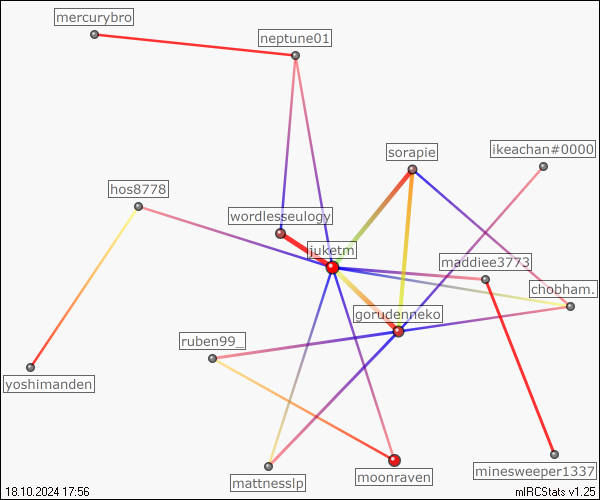 mercurybro
neptune01
sorapie
ikeachan#0000
hos8778
wordlesseulogy
juketm
maddiee3773
chobham.
gorudenneko
ruben99_
yoshimanden
moonraven
minesweeper1337
mattnesslp
18.10.2024 17:56
mIRCStats v1.25